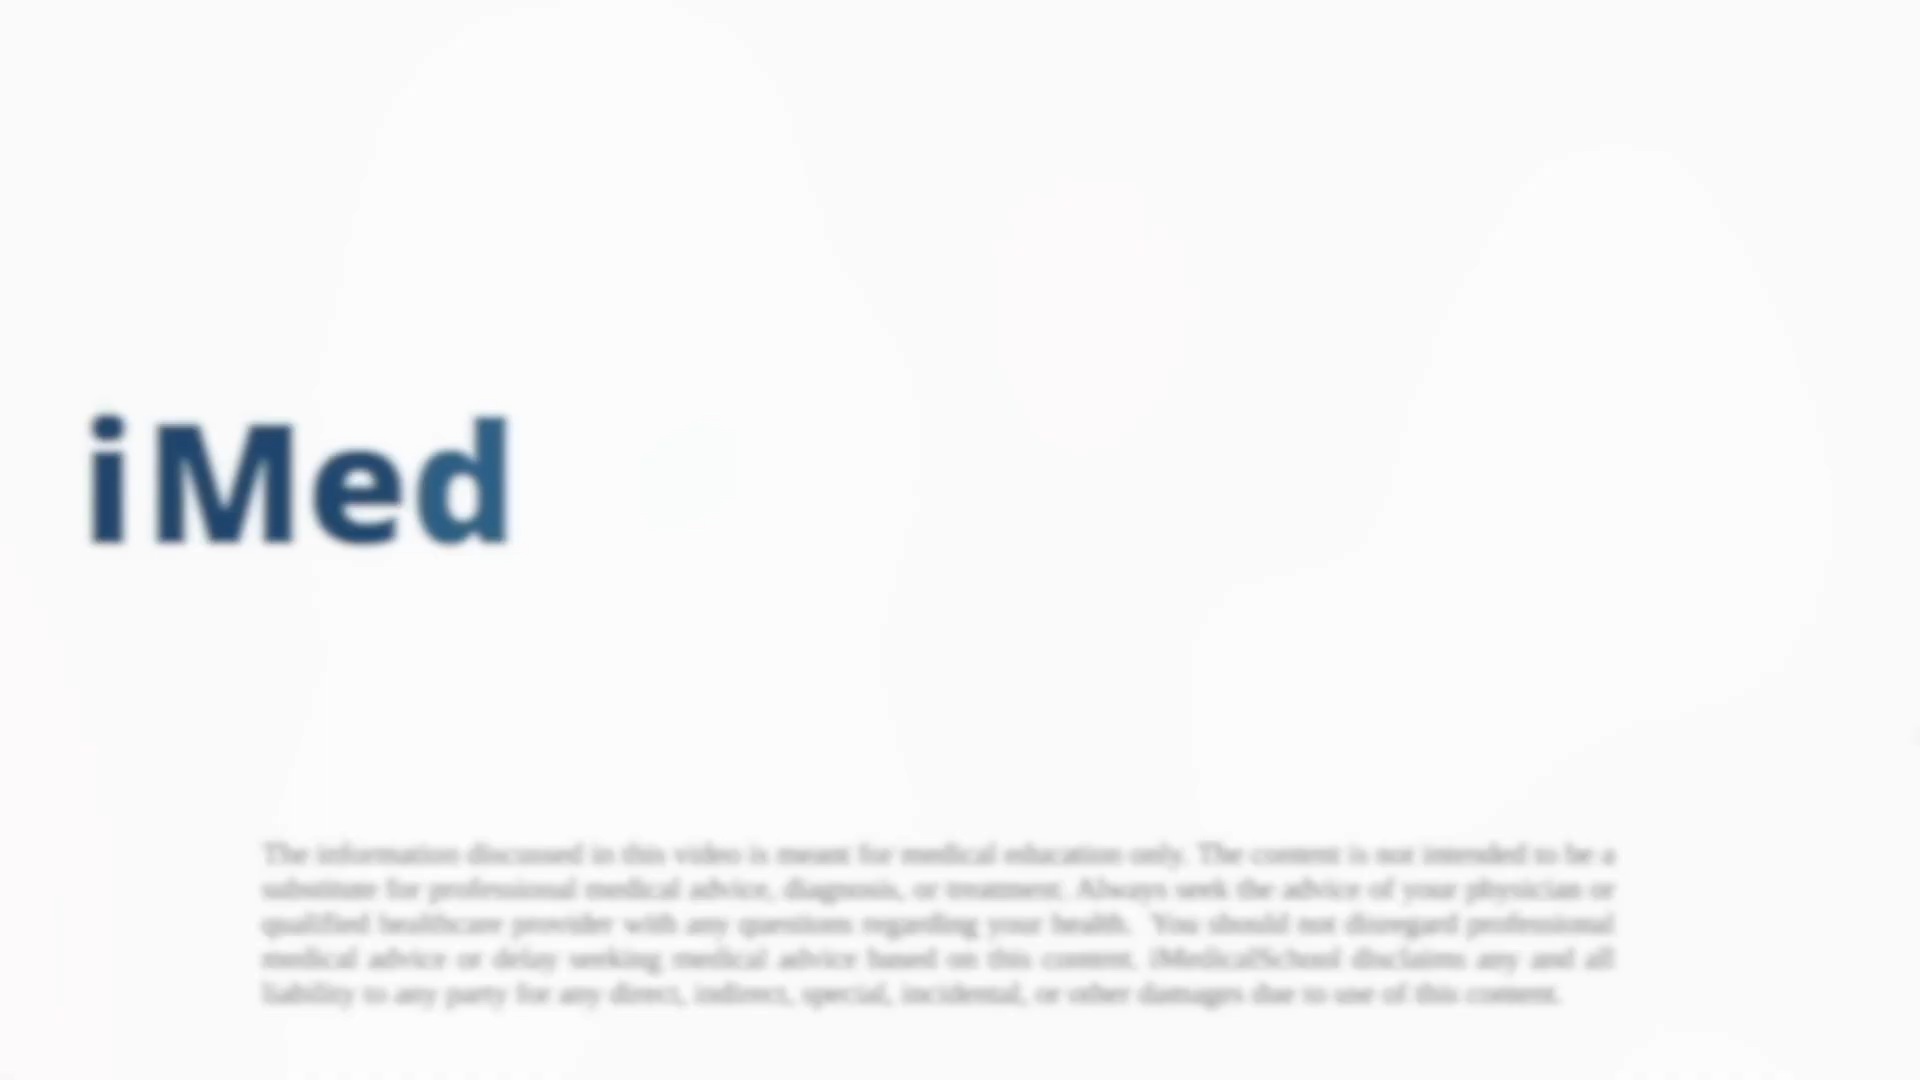 iMed
The information discussed in this video is meant for medical education only. The content is not intended to be a
substitute for professional medical advice, diagnosis, or treatment. Always seek the advice of your physician or
qualified healthcare provider with any questions regarding your health. You should not disregard professional
medical advice or delay seeking medical advice based on this content. iMedicalSchool disclaims any and all
liability to any party for any direct, indirect, special, incidental, or other damages due to use of this content.